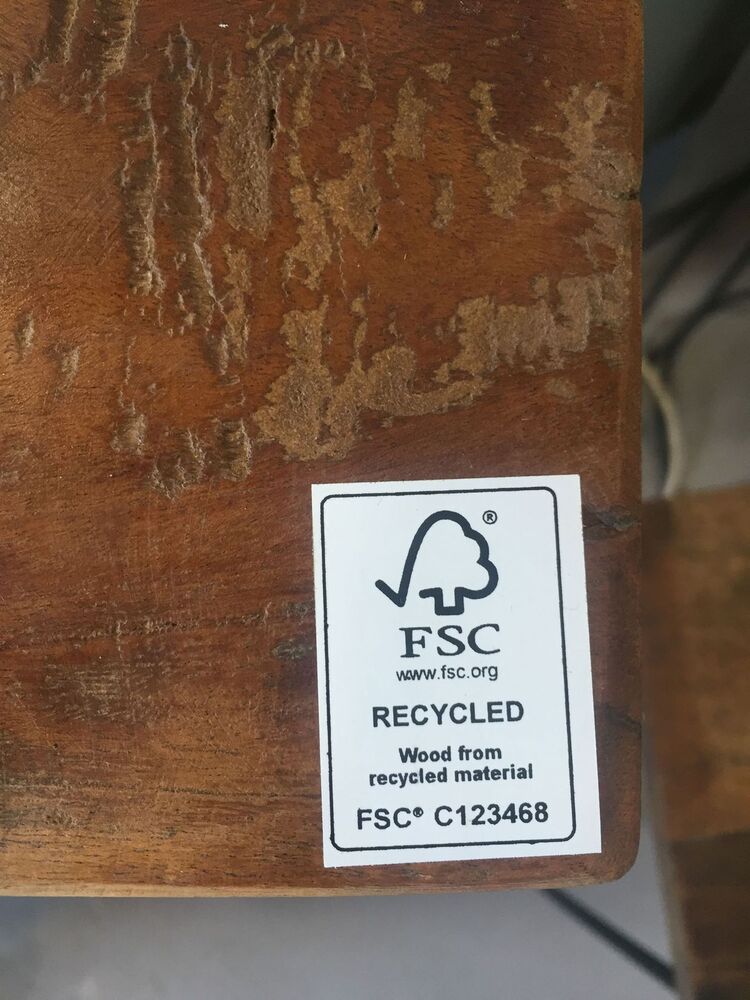 ®
FSC
www.fsc.org
RECYCLED
Wood from
recycled material
FSC® C123468